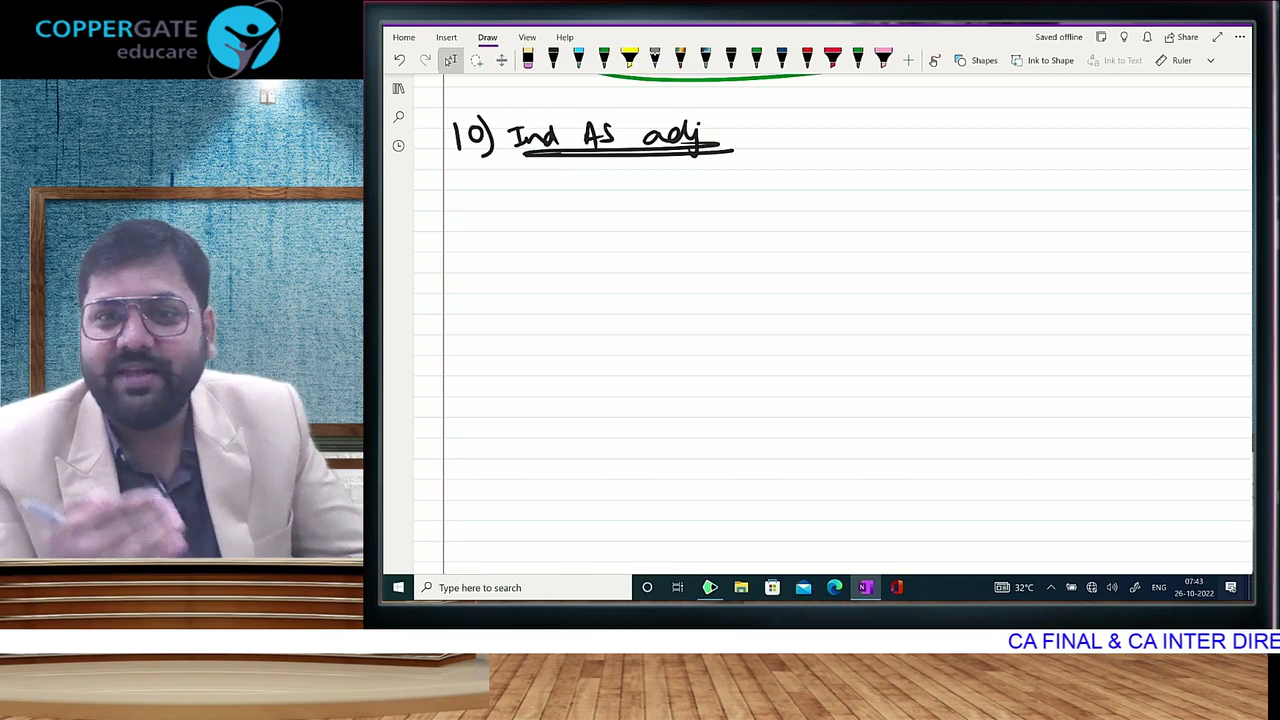 COPPERGATE
educare
Home Insert Draw View Help
Saved offline
Share
Shapes
Ink to Shape
Ink to Text
Ruler
10) Ind AS adj
Type here to search
32°C
ENG
07:43
26-10-2022
CA FINAL & CA INTER DIRE